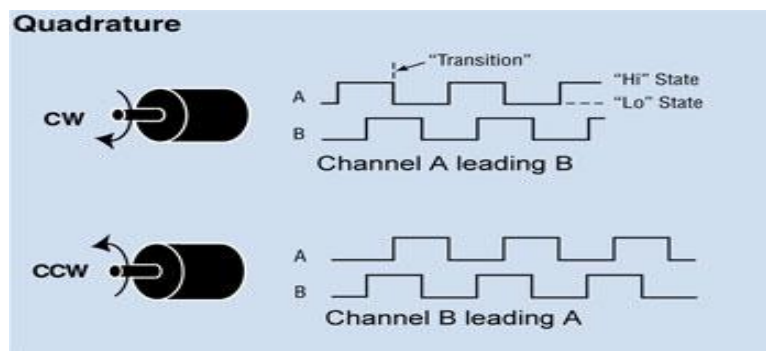 Quadrature
"Transition"
"Hi" State
A
"Lo" State
CW
B
Channel A leading B
A
CCW
B
Channel B leading A